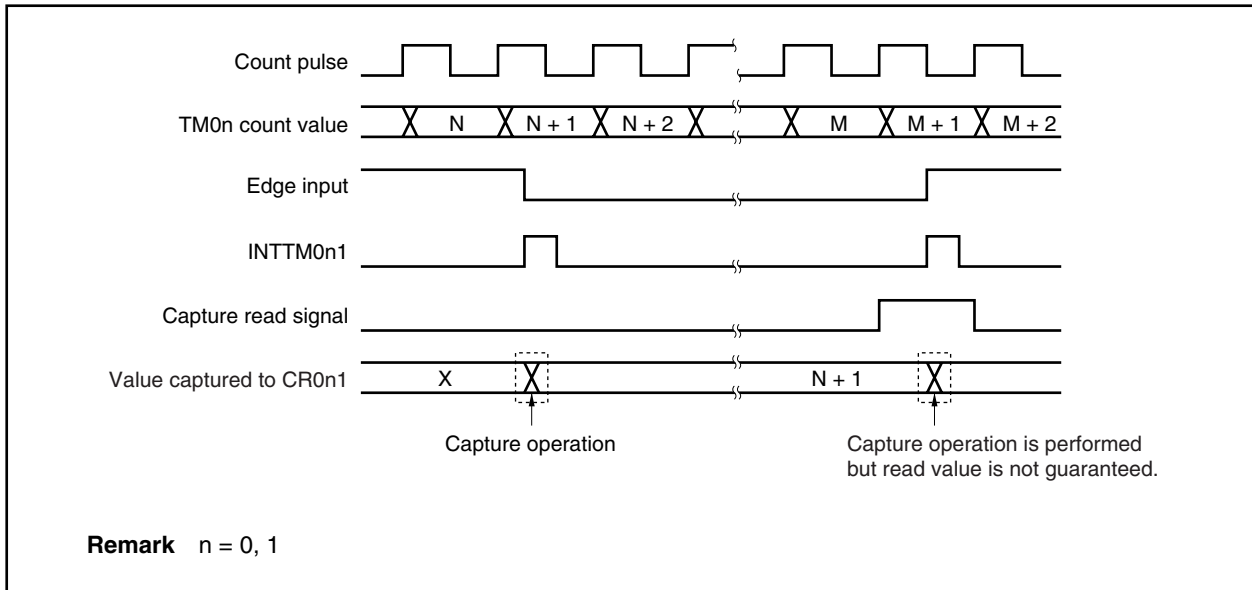 Count pulse
TM0n count value N N + 1 N + 2 M M + 1 M + 2
Edge input
INTTM0n1
Capture read signal
Value captured to CR0n1 X N + 1
Capture operation
Capture operation is performed
but read value is not guaranteed.
Remark n = 0, 1